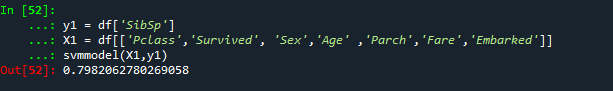 In [52]:
...: y1 = df['SibSp']
...: X1 = df[['Pclass','Survived', 'Sex','Age' ,'Parch','Fare','Embarked']]
...: svmmodel(X1,y1)
Out[52]: 0.7982062780269058